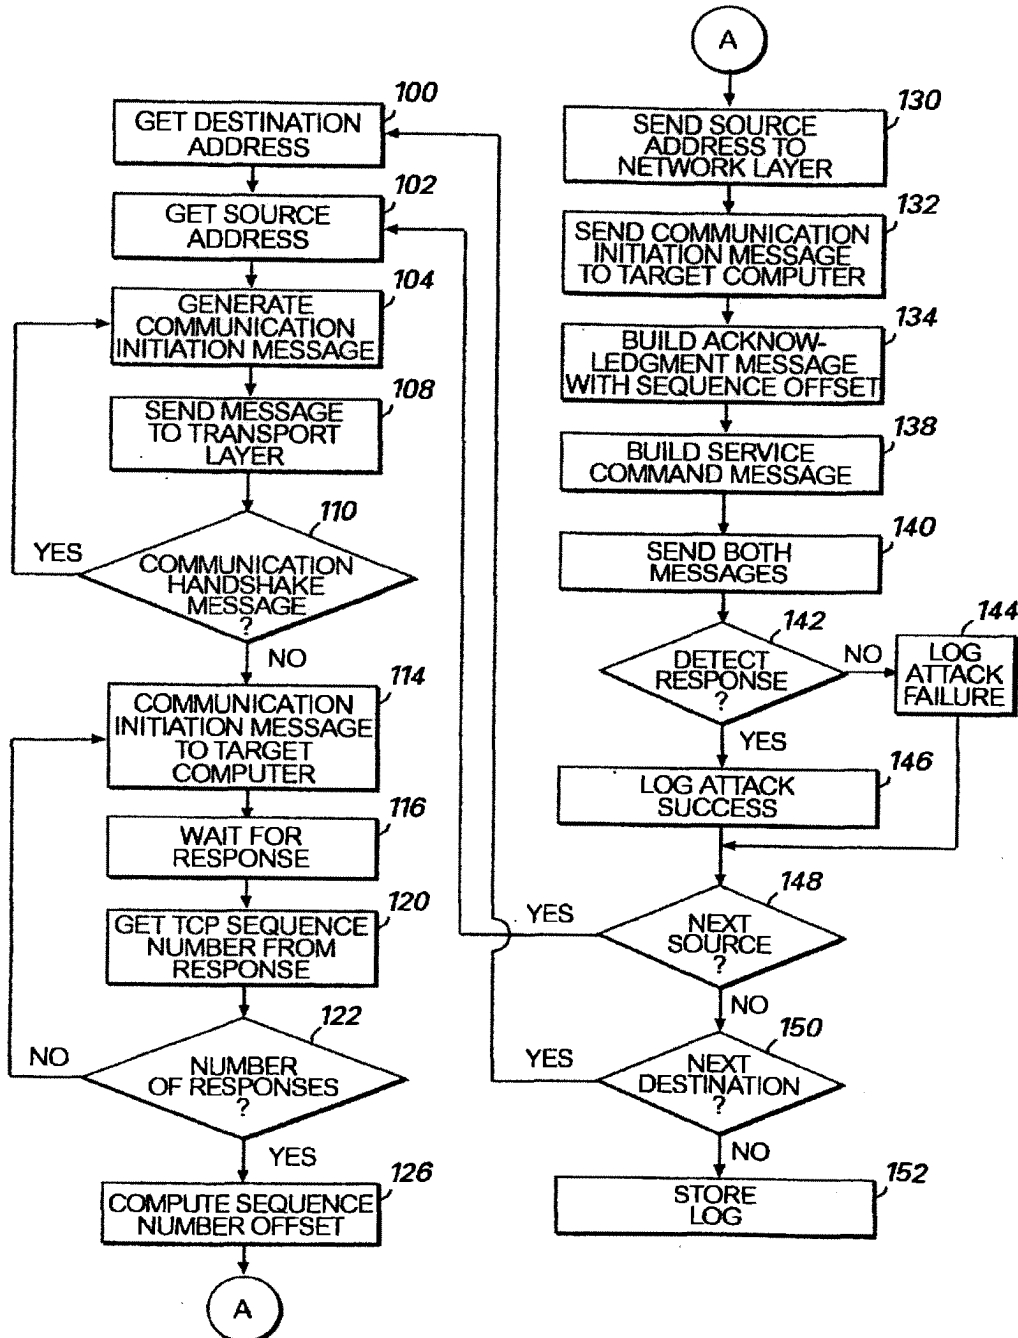 100
GET DESTINATION
ADDRESS
102
GET SOURCE
ADDRESS
104
GENERATE
COMMUNICATION
INITIATION MESSAGE
108
SEND MESSAGE
TO TRANSPORT
LAYER
110
YES
COMMUNICATION
HANDSHAKE
MESSAGE
?
NO
114
COMMUNICATION
INITIATION MESSAGE
TO TARGET
COMPUTER
116
WAIT FOR
RESPONSE
120
GET TCP SEQUENCE
NUMBER FROM
RESPONSE
122
NO
NUMBER
OF RESPONSES
?
YES
126
COMPUTE SEQUENCE
NUMBER OFFSET
A
A
130
SEND SOURCE
ADDRESS TO
NETWORK LAYER
132
SEND COMMUNICATION
INITIATION MESSAGE
TO TARGET COMPUTER
134
BUILD ACKNOW-
LEDGMENT MESSAGE
WITH SEQUENCE OFFSET
138
BUILD SERVICE
COMMAND MESSAGE
140
SEND BOTH
MESSAGES
142
DETECT
RESPONSE
?
NO
144
LOG
ATTACK
FAILURE
YES
146
LOG ATTACK
SUCCESS
148
YES
NEXT
SOURCE
?
NO
150
YES
NEXT
DESTINATION
?
NO
152
STORE
LOG